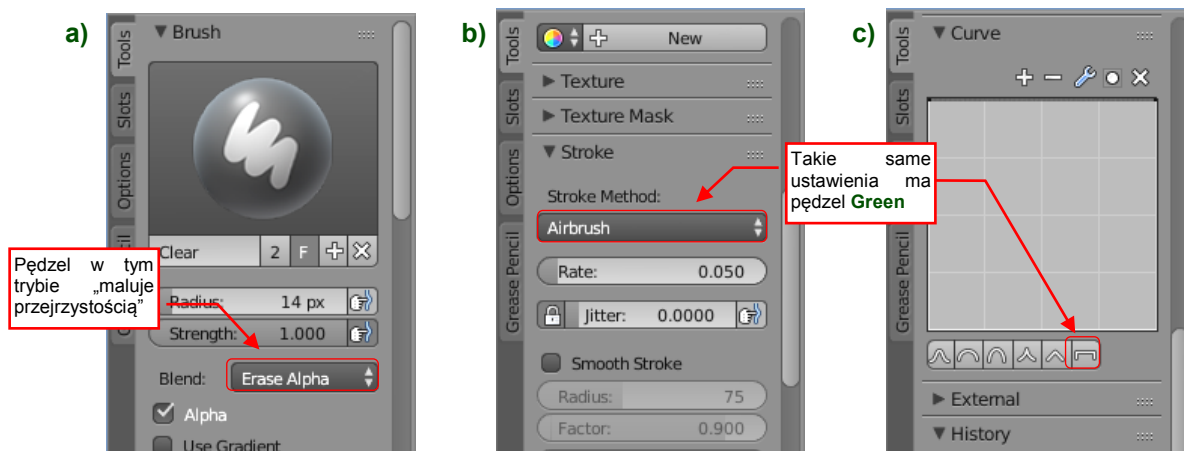 a)
Tools
Slots
Options
Brush
Clear
2
F
Pędzel w tym
trybie „maluje
przejrzystością”
Radius: 14 px
Strength: 1.000
Blend: Erase Alpha
Alpha
Use Gradient
b)
Tools
Slots
Options
Grease Pencil
New
Texture
Texture Mask
Stroke
Stroke Method:
Airbrush
Rate: 0.050
Jitter: 0.0000
Smooth Stroke
Radius: 75
Factor: 0.900
Takie same
ustawienia ma
pędzel Green
c)
Tools
Slots
Grease Pencil
Curve
External
History